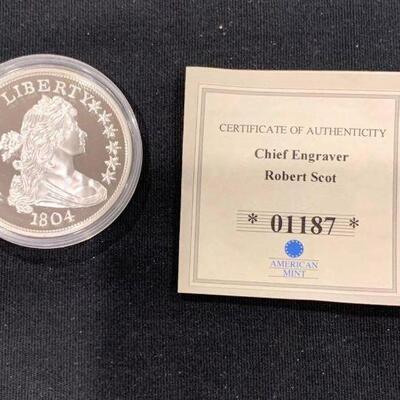 LIBERTY
1804
CERTIFICATE OF AUTHENTICITY
Chief Engraver
Robert Scot
* 01187 *
AMERICAN
MINT